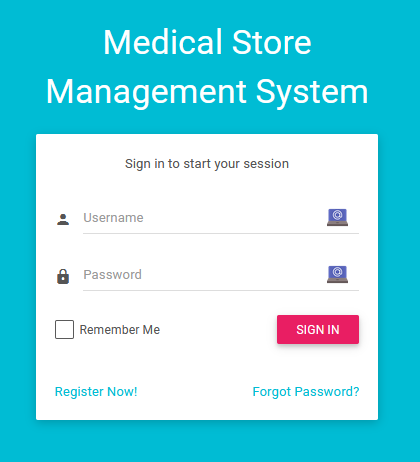 Medical Store
Management System
Sign in to start your session
Username
Password
Remember Me
SIGN IN
Register Now!
Forgot Password?